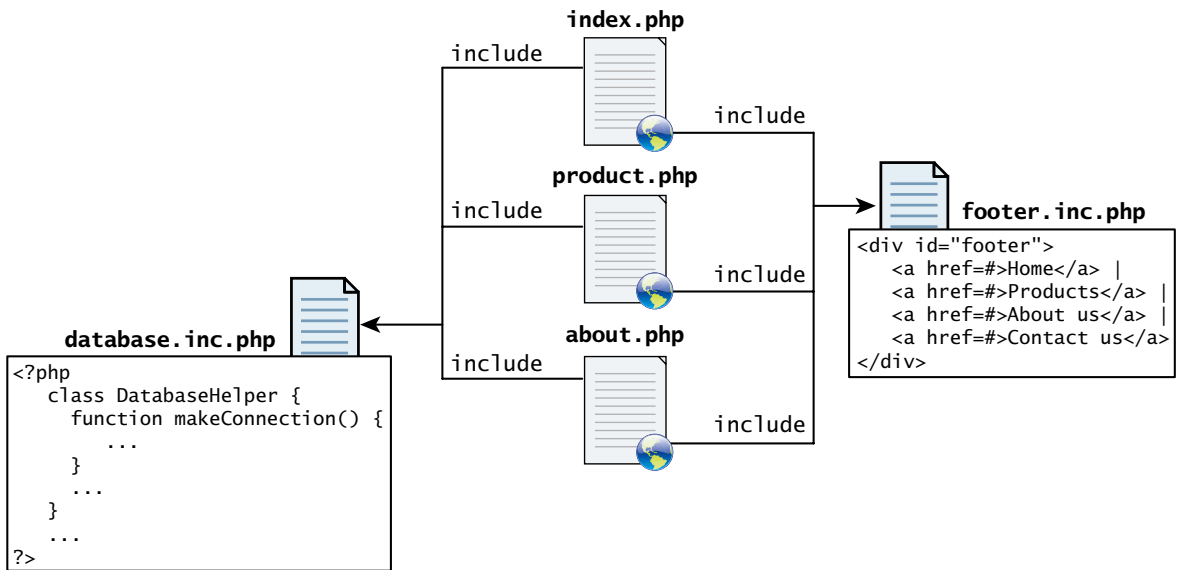 index.php
include
include
product.php
include
footer.inc.php
<div id="footer">
   <a href=#>Home</a> |
   <a href=#>Products</a> |
   <a href=#>About us</a> |
   <a href=#>Contact us</a>
</div>
include
about.php
database.inc.php
include
include
<?php
   class DatabaseHelper {
     function makeConnection() {
        ...
     }
     ...
   }
   ...
?>